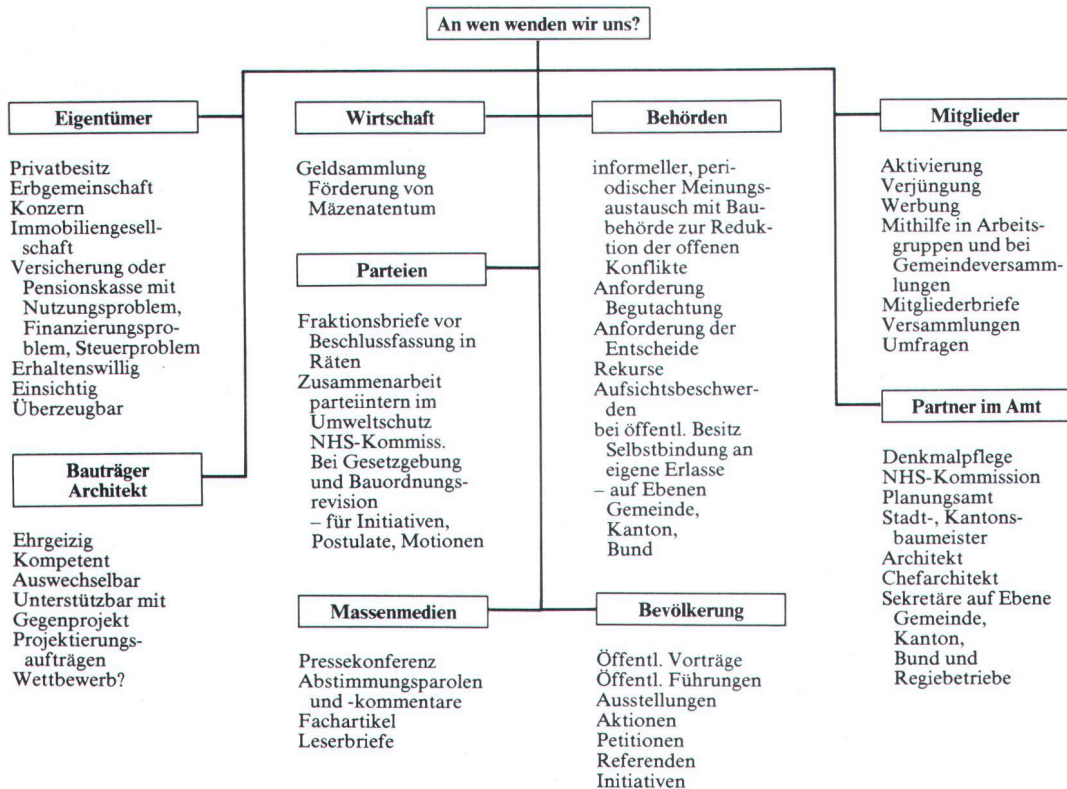 An wen wenden wir uns?
Eigentümer
Privatbesitz
Erbgemeinschaft
Konzern
Immobiliengesell-
schaft
Versicherung oder
Pensionskasse mit
Nutzungsproblem,
Finanzierungspro-
blem, Steuerproblem
Erhaltenswillig
Einsichtig
Überzeugbar
Bauträger
Architekt
Ehrgeizig
Kompetent
Auswechselbar
Unterstützbar mit
Gegenprojekt
Projektierungs-
aufträgen
Wettbewerb?
Wirtschaft
Geldsammlung
Förderung von
Mäzenatentum
Parteien
Fraktionsbriefe vor
Beschlussfassung in
Räten
Zusammenarbeit
parteiintern im
Umweltschutz
NHS-Kommiss.
Bei Gesetzgebung
und Bauordnungs-
revision
– für Initiativen,
Postulate, Motionen
Massenmedien
Pressekonferenz
Abstimmungsparolen
und -kommentare
Fachartikel
Leserbriefe
Behörden
informeller, peri-
odischer Meinungs-
austausch mit Bau-
behörde zur Reduk-
tion der offenen
Konflikte
Anforderung
Begutachtung
Anforderung der
Entscheide
Rekurse
Aufsichtsbeschwer-
den
bei öffentl. Besitz
Selbstbindung an
eigene Erlasse
– auf Ebenen
Gemeinde,
Kanton,
Bund
Bevölkerung
Öffentl. Vorträge
Öffentl. Führungen
Ausstellungen
Aktionen
Petitionen
Referenden
Initiativen
Mitglieder
Aktivierung
Verjüngung
Werbung
Mithilfe in Arbeits-
gruppen und bei
Gemeindeversamm-
lungen
Mitgliederbriefe
Versammlungen
Umfragen
Partner im Amt
Denkmalpflege
NHS-Kommission
Planungsamt
Stadt-, Kantons-
baumeister
Architekt
Chefarchitekt
Sekretäre auf Ebene
Gemeinde,
Kanton,
Bund und
Regiebetriebe